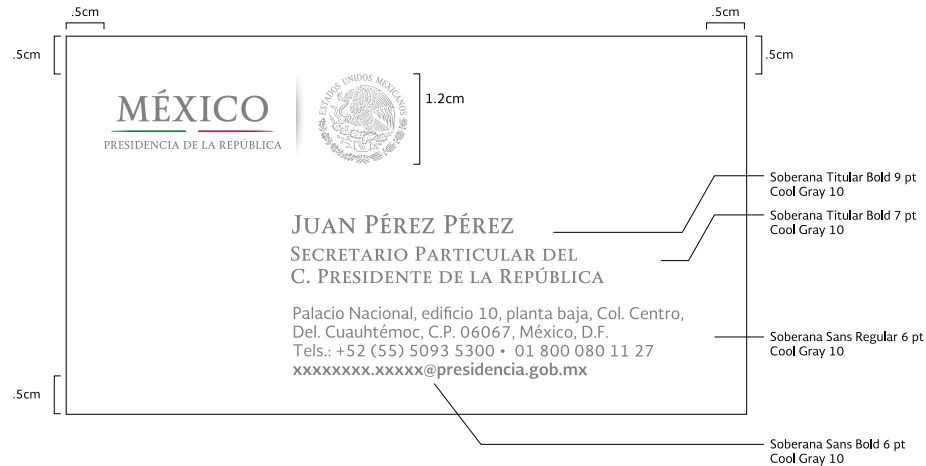 .5cm
.5cm
.5cm
.5cm
MÉXICO
PRESIDENCIA DE LA REPÚBLICA
ESTADOS UNIDOS MEXICANOS
1.2cm
Soberana Titular Bold 9 pt
Cool Gray 10
Soberana Titular Bold 7 pt
Cool Gray 10
JUAN PÉREZ PÉREZ
SECRETARIO PARTICULAR DEL
C. PRESIDENTE DE LA REPÚBLICA
Palacio Nacional, edificio 10, planta baja, Col. Centro,
Del. Cuauhtémoc, C.P. 06067, México, D.F.
Tels.: +52 (55) 5093 5300 • 01 800 080 11 27
xxxxxxxx.xxxxx@presidencia.gob.mx
Soberana Sans Regular 6 pt
Cool Gray 10
.5cm
Soberana Sans Bold 6 pt
Cool Gray 10